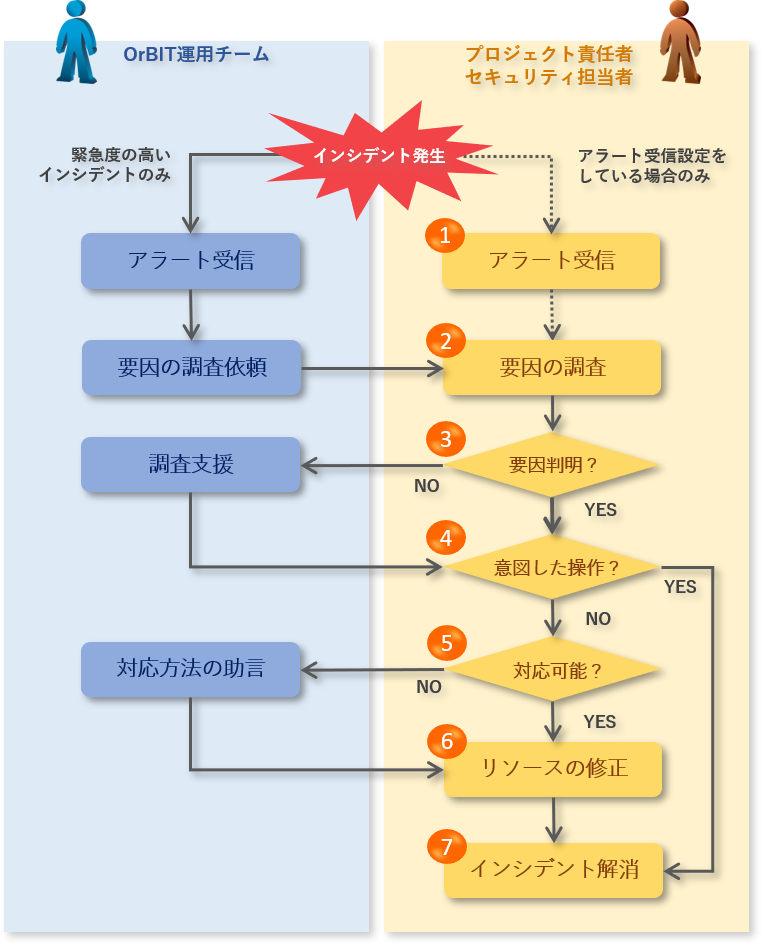 OrBIT運用チーム
プロジェクト責任者
セキュリティ担当者
インシデント発生
緊急度の高い
インシデントのみ
アラート受信設定を
している場合のみ
アラート受信
1
アラート受信
要因の調査依頼
2
要因の調査
調査支援
3
要因判明？
NO
YES
4
意図した操作？
YES
NO
対応方法の助言
5
対応可能？
NO
YES
6
リソースの修正
7
インシデント解消